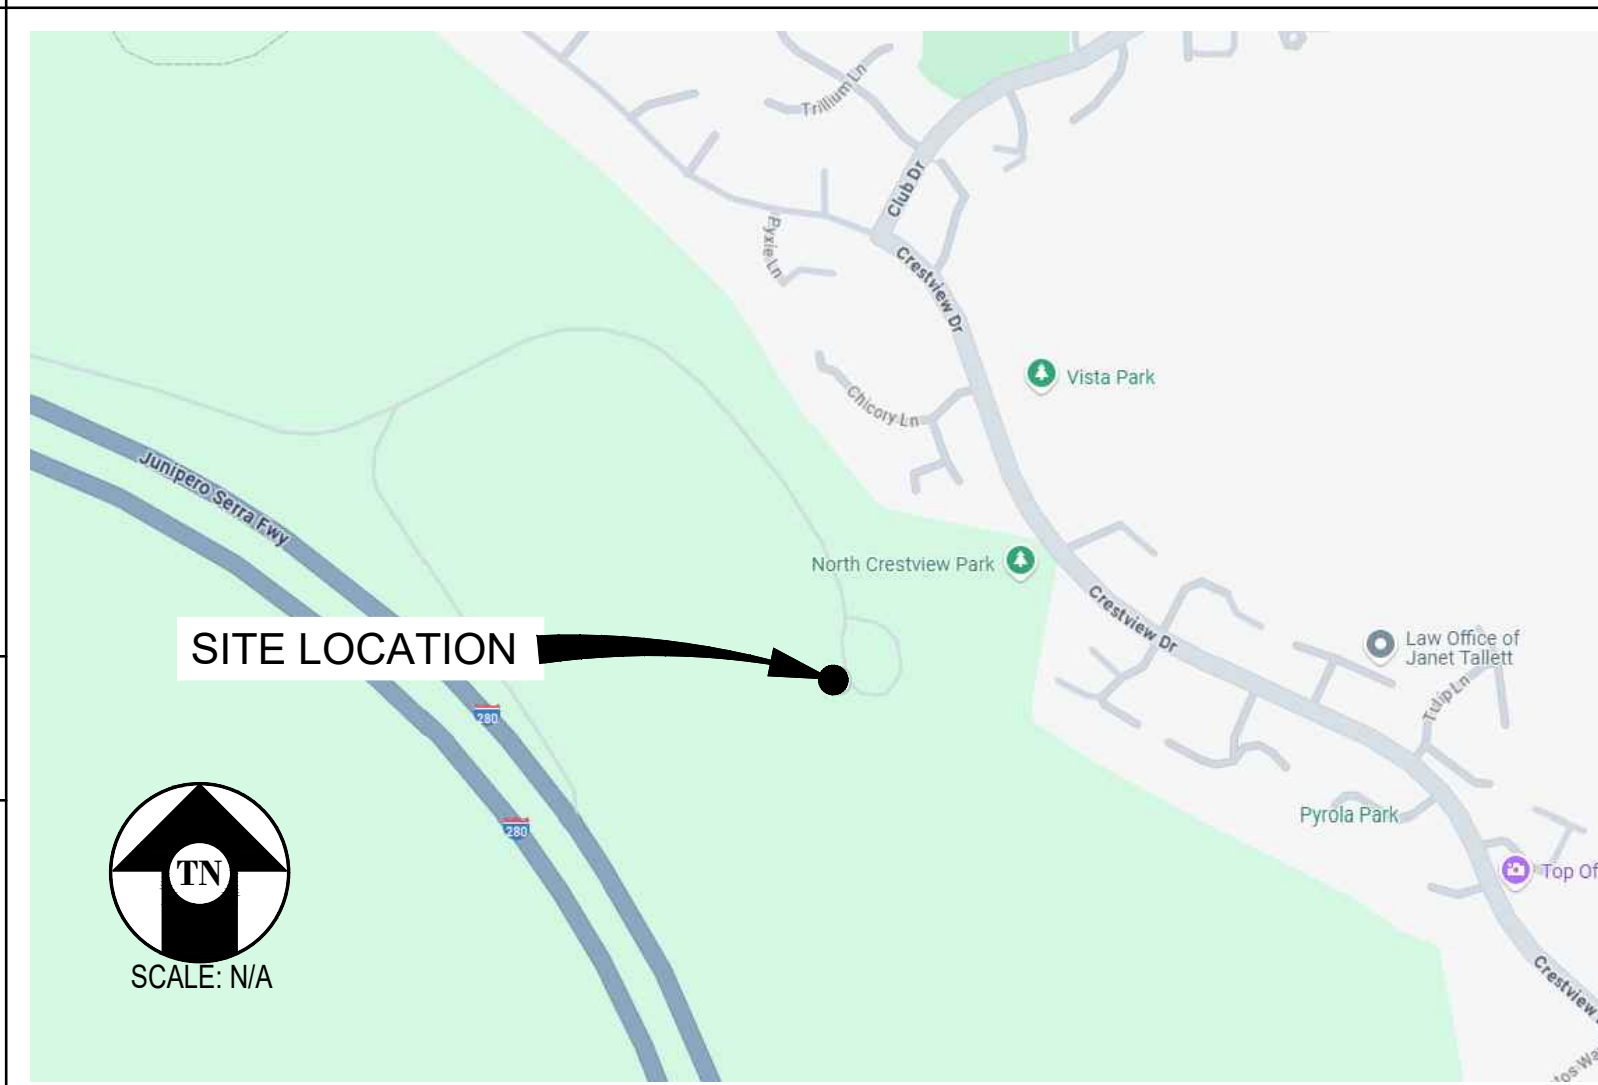 Trillium Ln
Club Dr
Pyxie Ln
Crestview Dr
Vista Park
Chicory Ln
Junipero Serra Fwy
North Crestview Park
Crestview Dr
SITE LOCATION
Law Office of
Janet Tallett
Tulip Ln
280
280
Pyrola Park
TN
Top Of
SCALE: N/A
Crestview